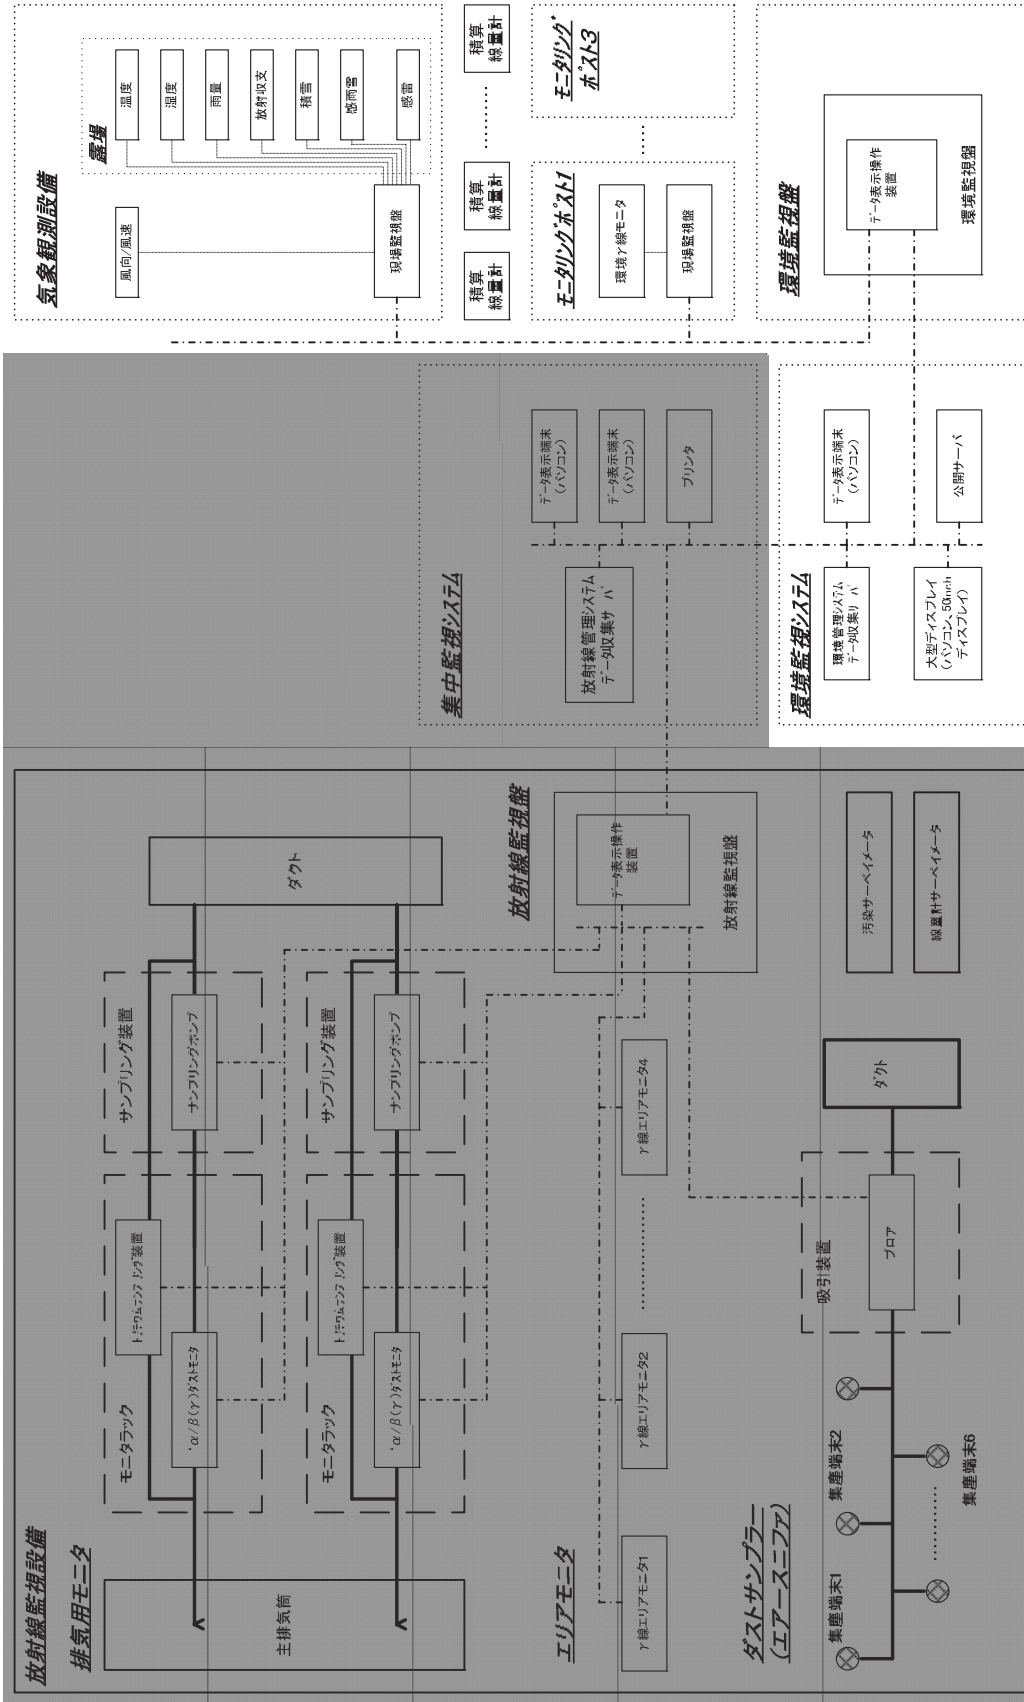 放射線監視設備
排気用モニタ
主排気筒
モニタラック
トリチウムサンプリング装置
α/β(γ)ダストモニタ
サンプリング装置
サンプリングポンプ
ダクト
モニタラック
トリチウムサンプリング装置
α/β(γ)ダストモニタ
サンプリング装置
サンプリングポンプ
エリアモニタ
γ線エリアモニタ1
γ線エリアモニタ2
γ線エリアモニタ4
放射線監視盤
データ表示操作
装置
放射線監視盤
ダストサンプラー
(エアースニファ)
集塵端末1
集塵端末2
集塵端末6
吸引装置
ブロア
ダクト
汚染サーベイメータ
線量計サーベイメータ
集中監視システム
放射線管理システム
データ収集サーバ
データ表示端末
(パソコン)
データ表示端末
(パソコン)
プリンタ
環境監視システム
環境管理システム
データ収集サーバ
大型ディスプレイ
(パソコン、50inch
ディスプレイ)
データ表示端末
(パソコン)
公開サーバ
気象観測設備
風向/風速
露場
温度
湿度
雨量
放射収支
積雪
感雨雪
感雷
現場監視盤
積算
線量計
積算
線量計
積算
線量計
モニタリングポスト1
環境γ線モニタ
現場監視盤
モニタリング
ポスト3
環境監視盤
データ表示操作
装置
環境監視盤